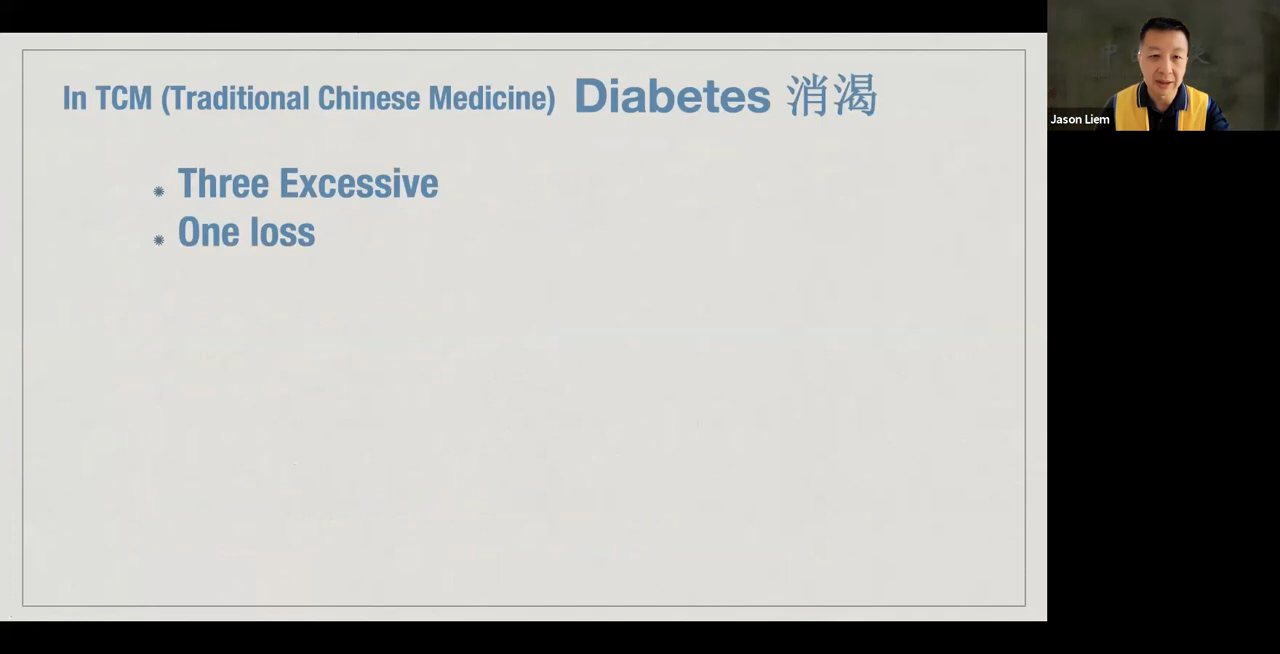 In TCM (Traditional Chinese Medicine) Diabetes 消渴
Three Excessive
One loss
Jason Liem